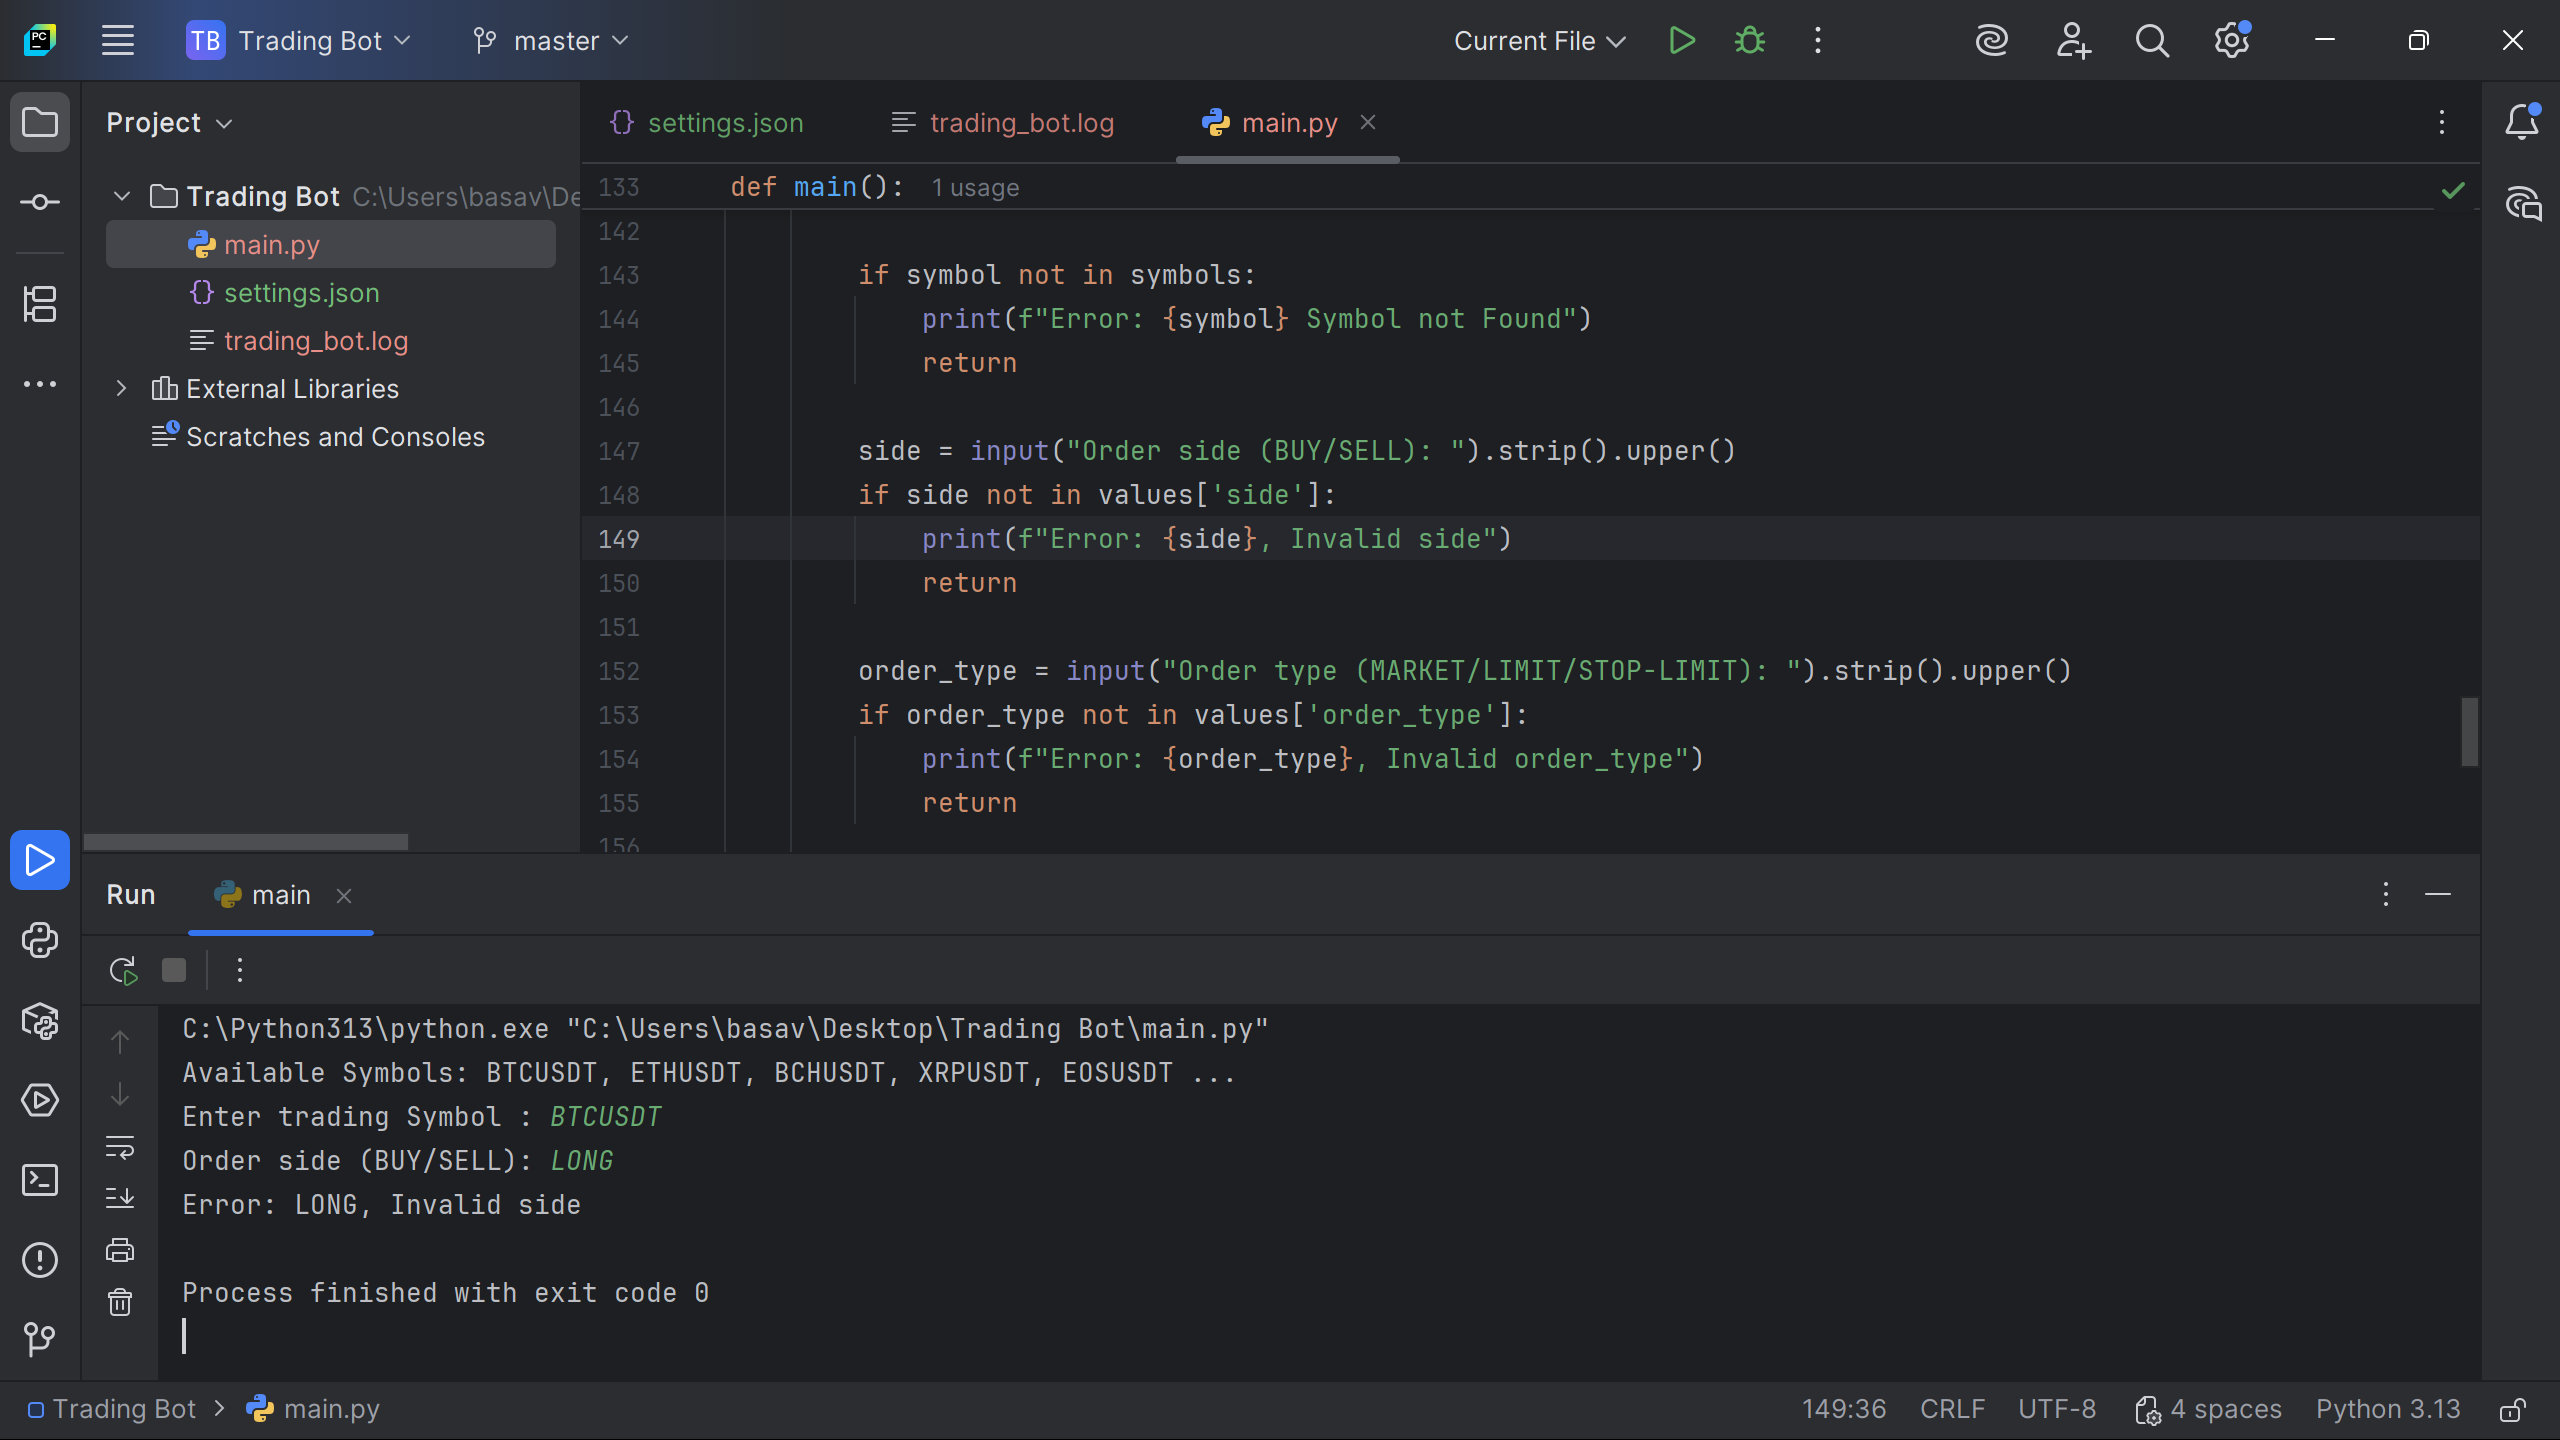 PC
TB Trading Bot master Current File
Project
settings.json trading_bot.log main.py
Trading Bot C:\Users\basav\De
main.py
settings.json
trading_bot.log
External Libraries
Scratches and Consoles
133 def main(): 1 usage
142
143 if symbol not in symbols:
144 print(f"Error: {symbol} Symbol not Found")
145 return
146
147 side = input("Order side (BUY/SELL): ").strip().upper()
148 if side not in values['side']:
149 print(f"Error: {side}, Invalid side")
150 return
151
152 order_type = input("Order type (MARKET/LIMIT/STOP-LIMIT): ").strip().upper()
153 if order_type not in values['order_type']:
154 print(f"Error: {order_type}, Invalid order_type")
155 return
156
Run main
C:\Python313\python.exe "C:\Users\basav\Desktop\Trading Bot\main.py"
Available Symbols: BTCUSDT, ETHUSDT, BCHUSDT, XRPUSDT, EOSUSDT ...
Enter trading Symbol : BTCUSDT
Order side (BUY/SELL): LONG
Error: LONG, Invalid side
Process finished with exit code 0
Trading Bot > main.py 149:36 CRLF UTF-8 4 spaces Python 3.13